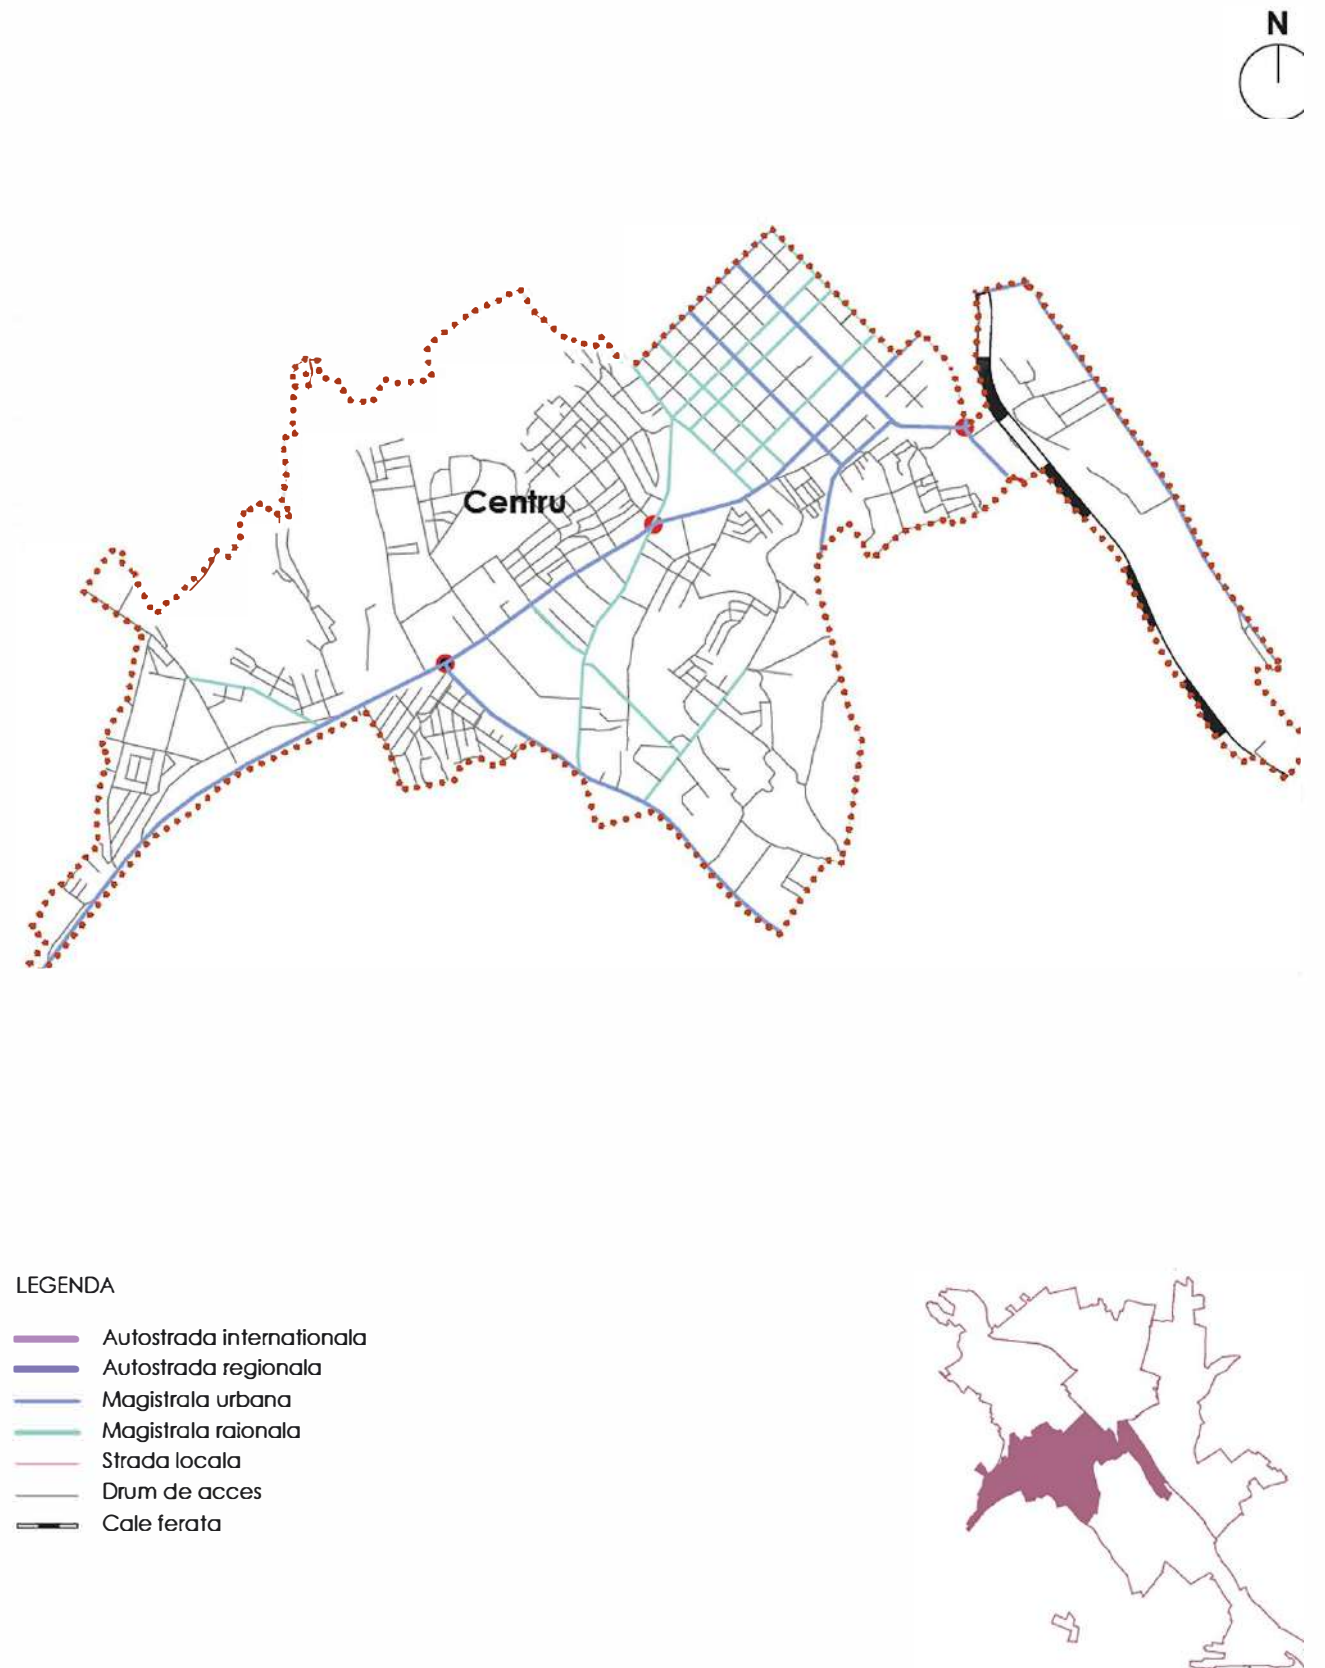 N
Centru
LEGENDA
Autostrada internationala
Autostrada regionala
Magistrala urbana
Magistrala raionala
Strada locala
Drum de acces
Cale ferata